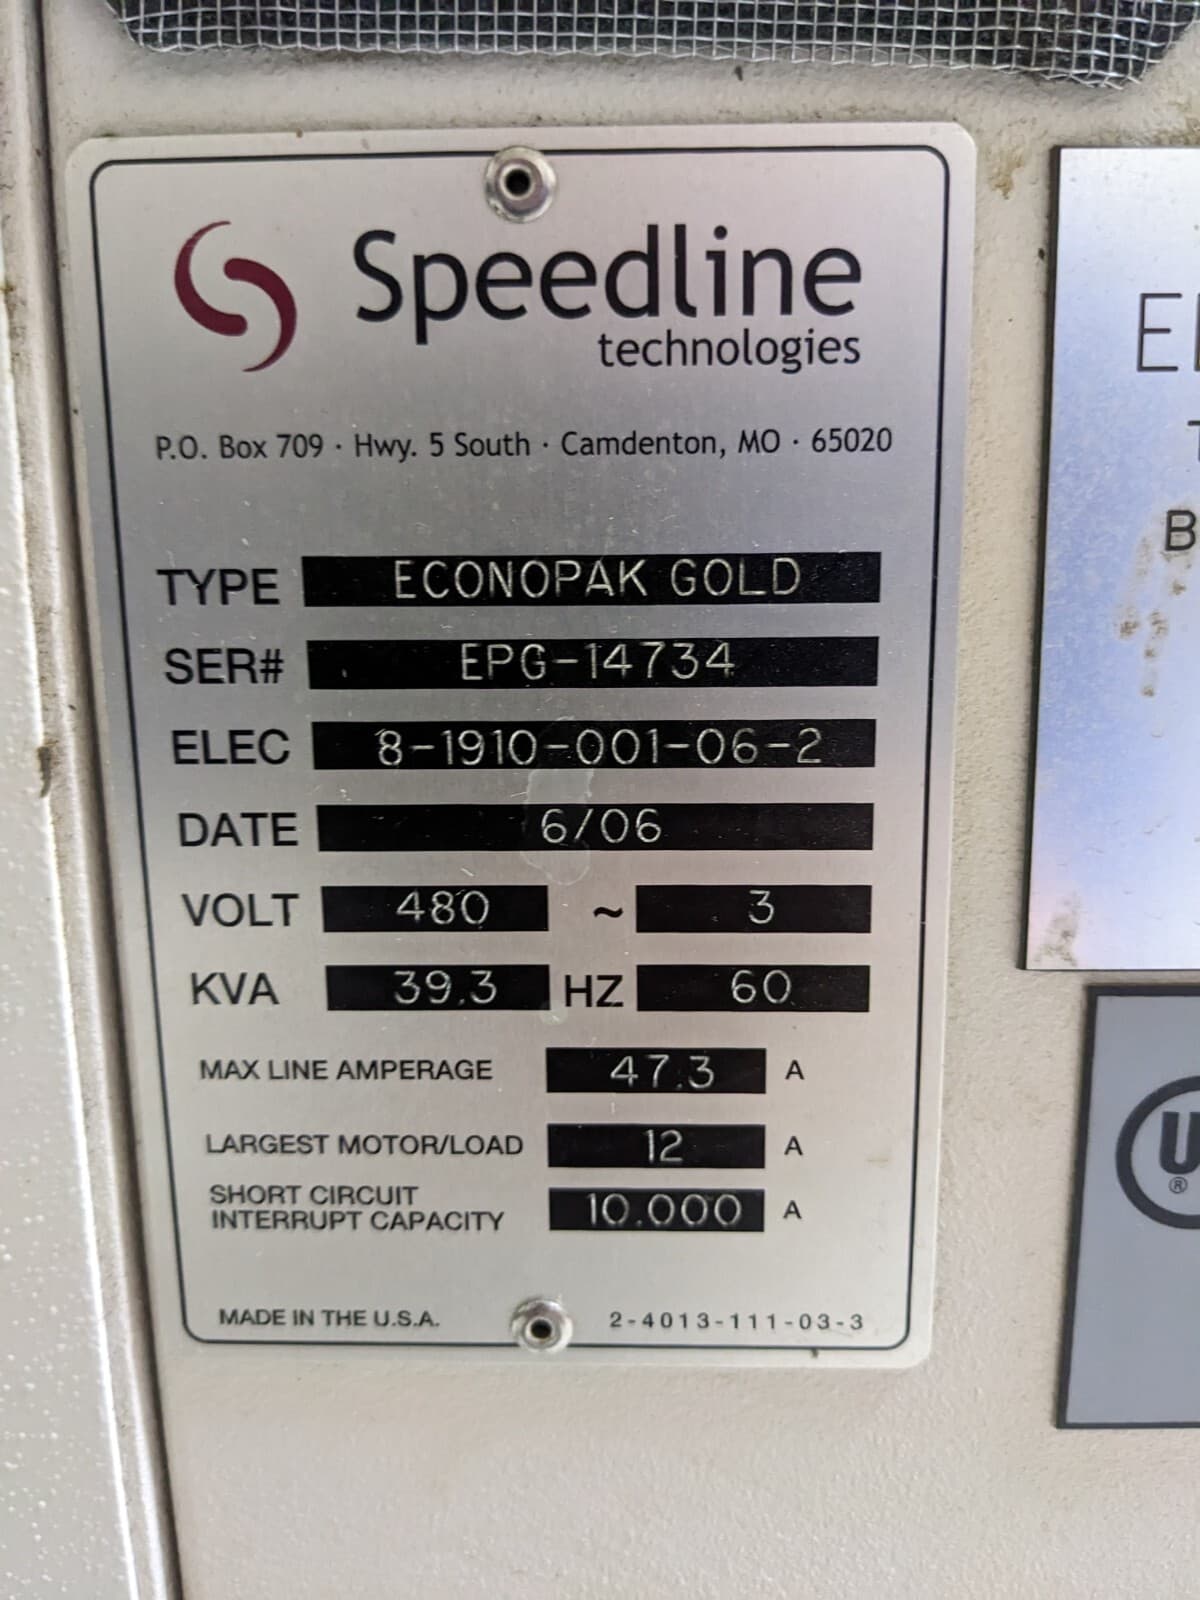 Speedline
technologies
P.O. Box 709 · Hwy. 5 South · Camdenton, MO · 65020
TYPE ECONOPAK GOLD
SER# EPG-14734
ELEC 8-1910-001-06-2
DATE 6/06
VOLT 480 ~ 3
KVA 39.3 HZ 60
MAX LINE AMPERAGE 47.3 A
LARGEST MOTOR/LOAD 12 A
SHORT CIRCUIT
INTERRUPT CAPACITY 10.000 A
MADE IN THE U.S.A. 2-4013-111-03-3